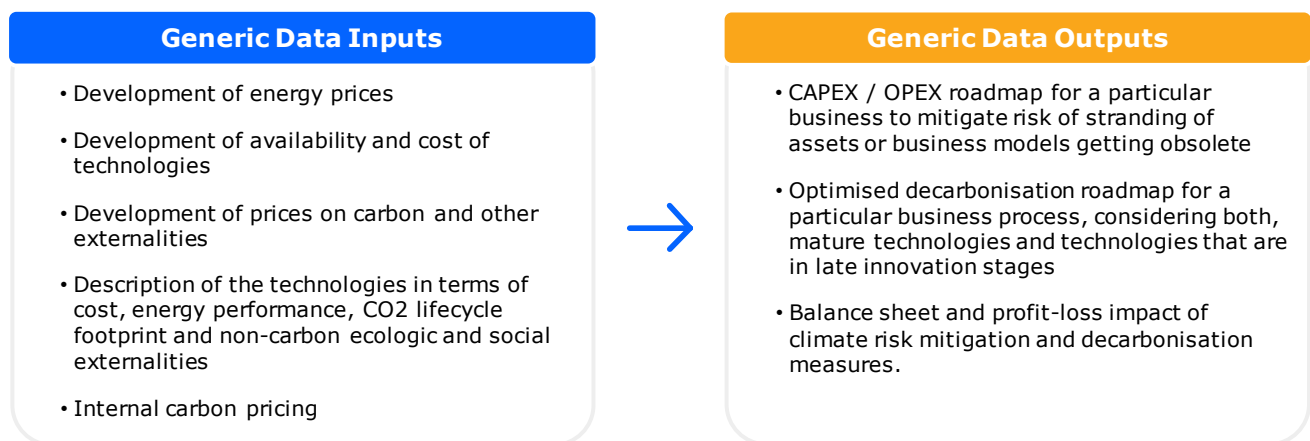 Generic Data Inputs
• Development of energy prices
• Development of availability and cost of
technologies
• Development of prices on carbon and other
externalities
• Description of the technologies in terms of
cost, energy performance, CO2 lifecycle
footprint and non-carbon ecologic and social
externalities
• Internal carbon pricing
Generic Data Outputs
• CAPEX / OPEX roadmap for a particular
business to mitigate risk of stranding of
assets or business models getting obsolete
• Optimised decarbonisation roadmap for a
particular business process, considering both,
mature technologies and technologies that are
in late innovation stages
• Balance sheet and profit-loss impact of
climate risk mitigation and decarbonisation
measures.